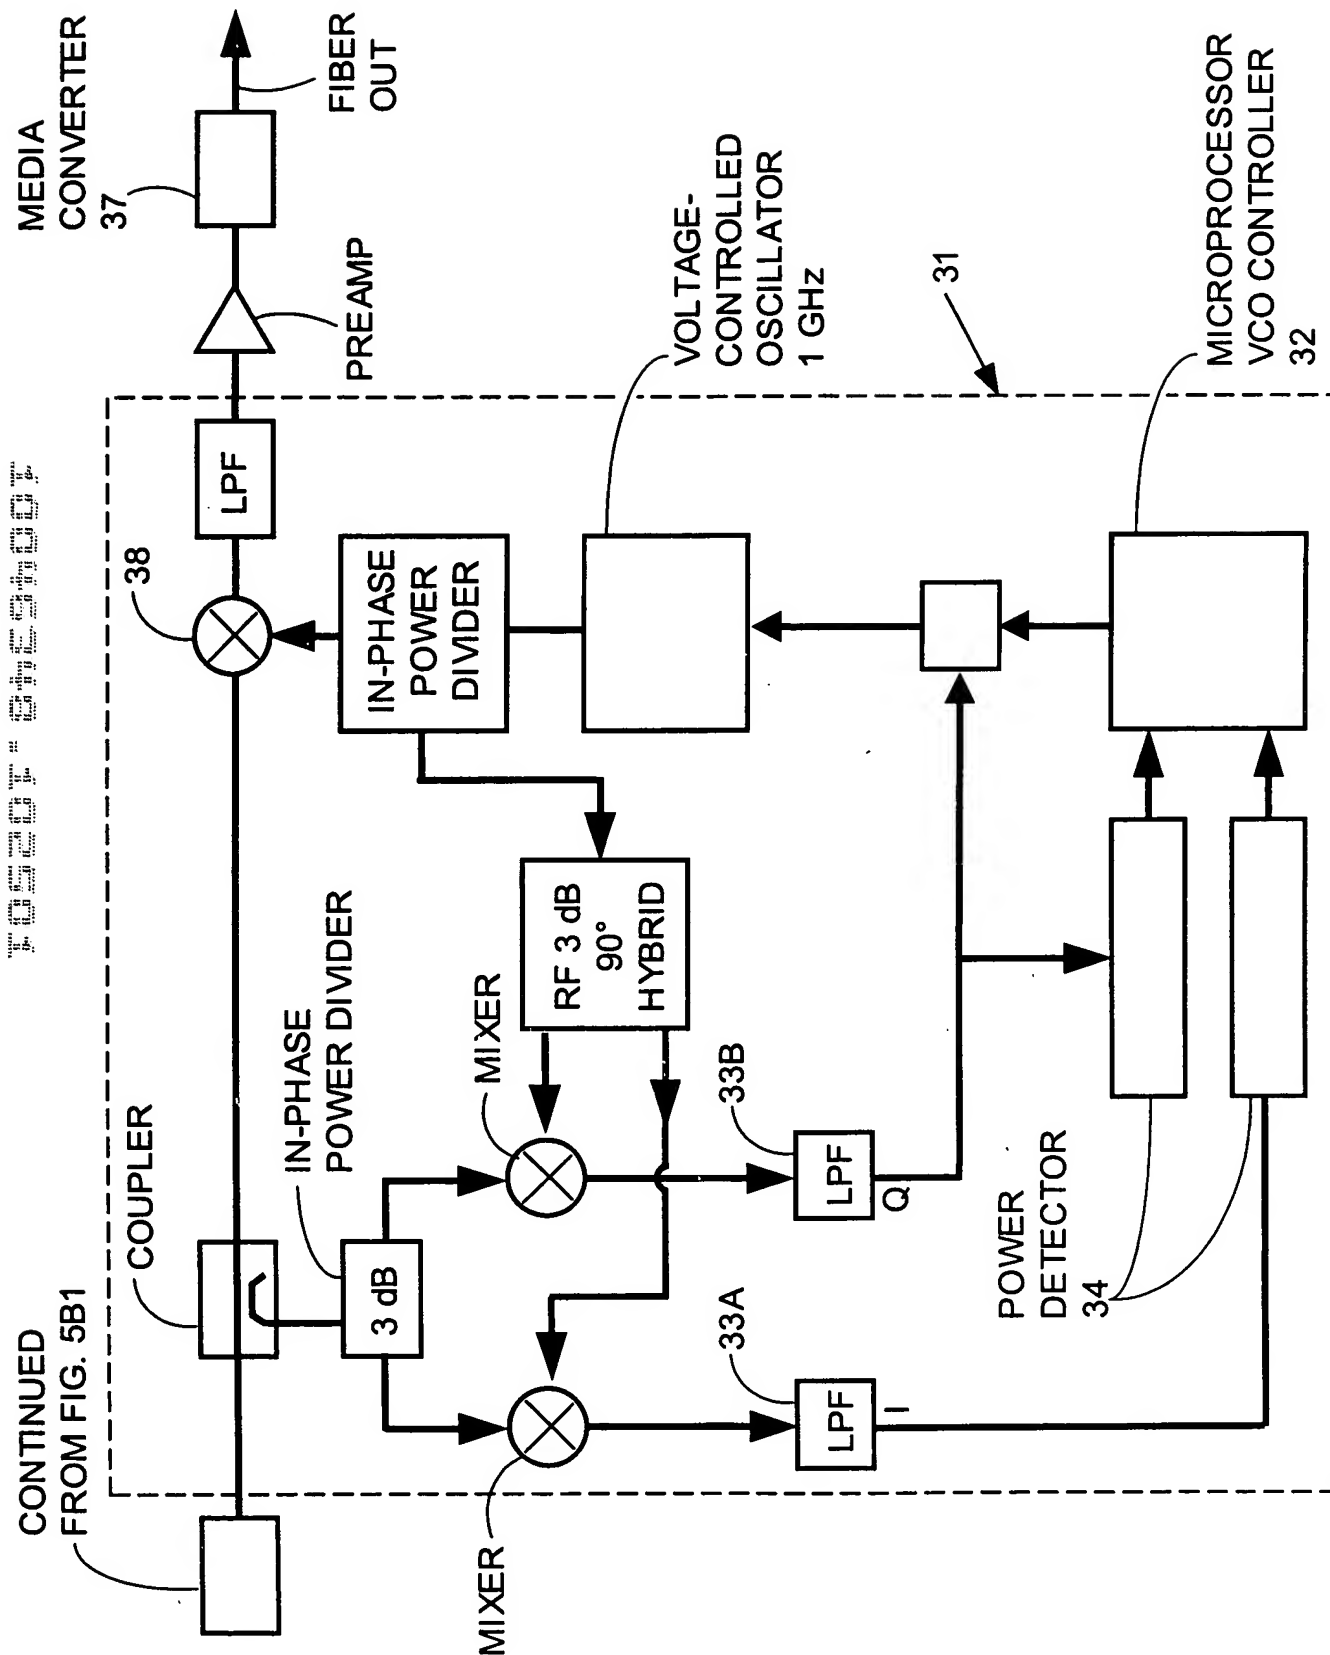 CONTINUED
FROM FIG. 5B1
COUPLER
38
LPF
MEDIA
CONVERTER
37
FIBER
OUT
PREAMP
IN-PHASE
POWER DIVIDER
3 dB
IN-PHASE
POWER
DIVIDER
MIXER
MIXER
RF 3 dB
90°
HYBRID
VOLTAGE-
CONTROLLED
OSCILLATOR
1 GHz
33A
LPF
I
33B
LPF
Q
31
POWER
DETECTOR
34
MICROPROCESSOR
VCO CONTROLLER
32